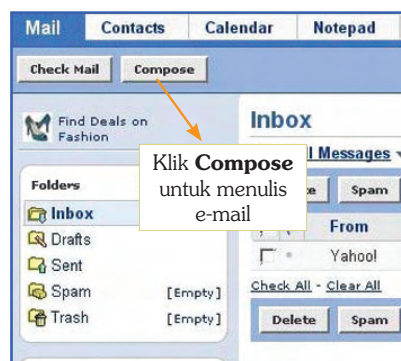 Mail Contacts Calendar Notepad
Check Mail Compose
Find Deals on
Fashion
Inbox
Klik Compose
untuk menulis
e-mail
Messages
Folders
Spam
Inbox
From
Drafts
Yahoo!
Sent
Check All - Clear All
Spam [Empty]
Trash [Empty]
Delete Spam